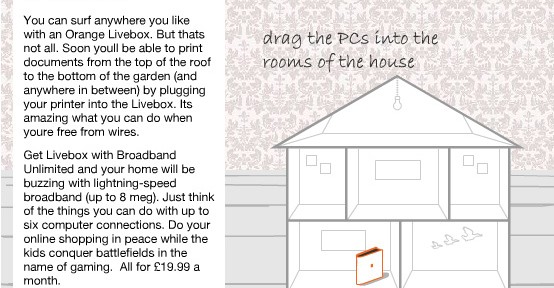 You can surf anywhere you like
with an Orange Livebox. But thats
not all. Soon youll be able to print
documents from the top of the roof
to the bottom of the garden (and
anywhere in between) by plugging
your printer into the Livebox. Its
amazing what you can do when
youre free from wires.
Get Livebox with Broadband
Unlimited and your home will be
buzzing with lightning-speed
broadband (up to 8 meg). Just think
of the things you can do with up to
six computer connections. Do your
online shopping in peace while the
kids conquer battlefields in the
name of gaming.  All for £19.99 a
month.
drag the PCs into the
rooms of the house